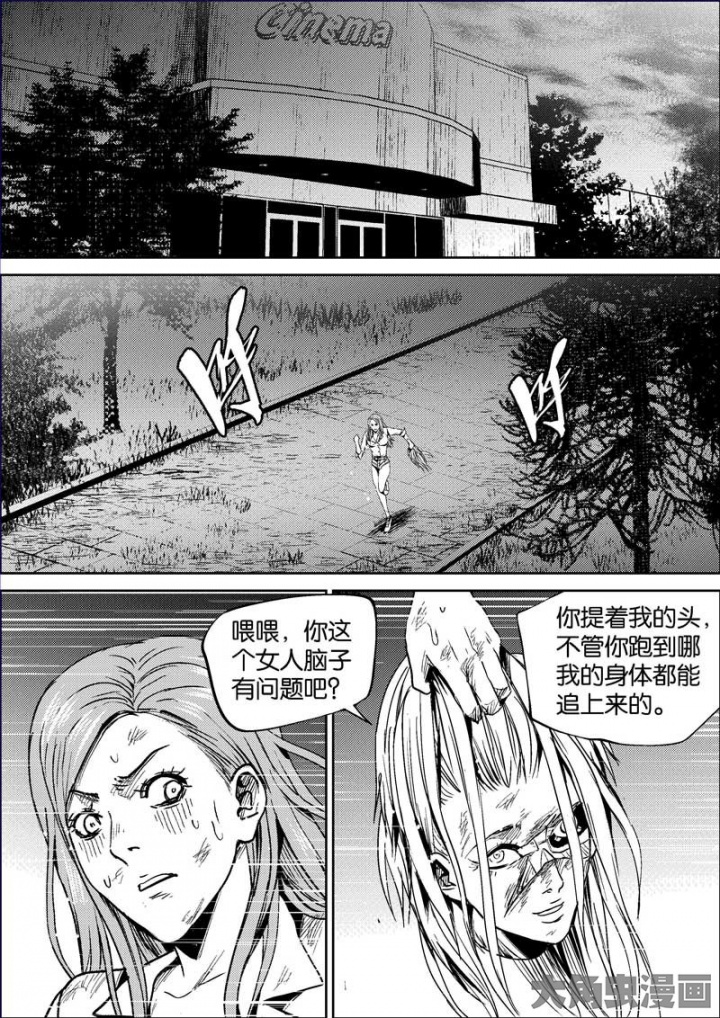 Cinema
呀
呀
喂喂，你这
个女人脑子
有问题吧？
你提着我的头，
不管你跑到哪
我的身体都能
追上来的。
大角虫漫画